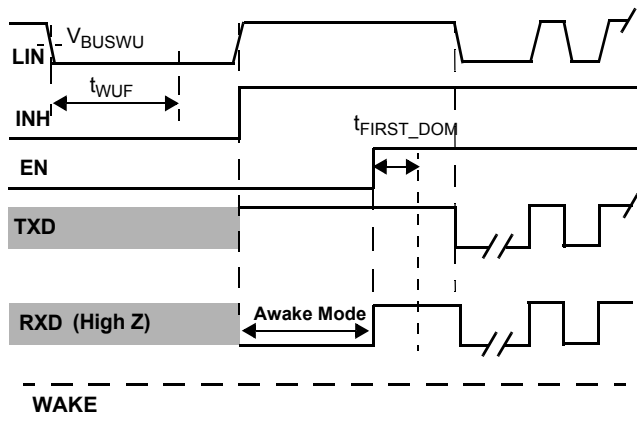 LIN
VBUSWU
tWUF
INH
tFIRST_DOM
EN
TXD
RXD (High Z)
Awake Mode
WAKE